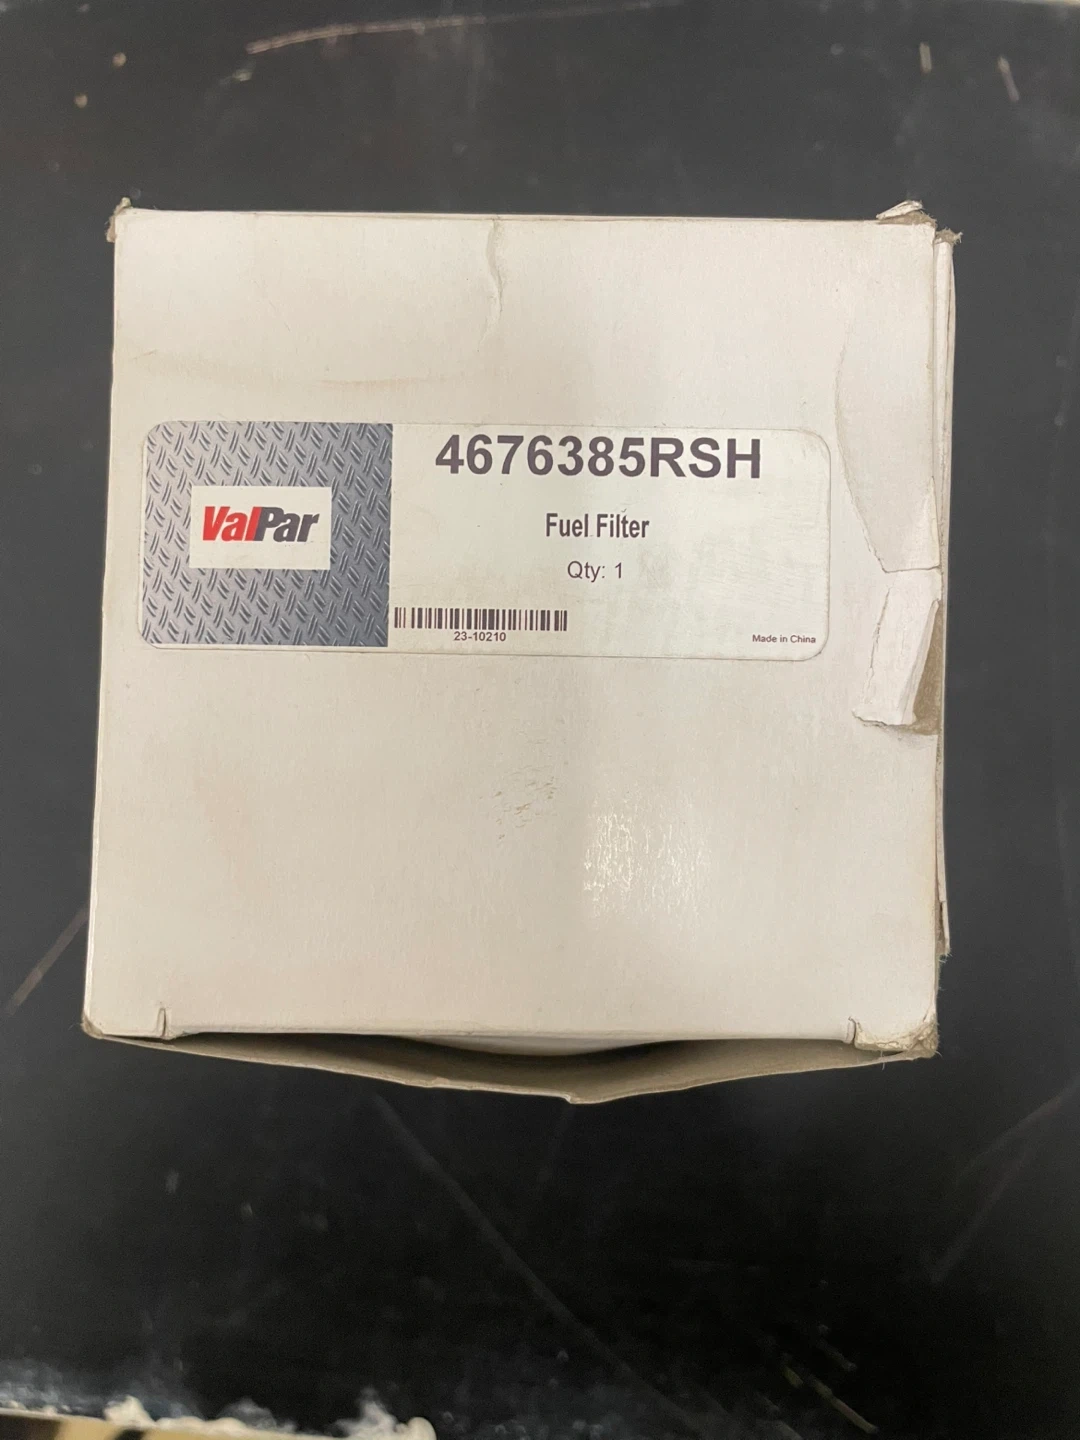 4676385RSH
ValPar
Fuel Filter
Qty: 1
23-10210
Made in China